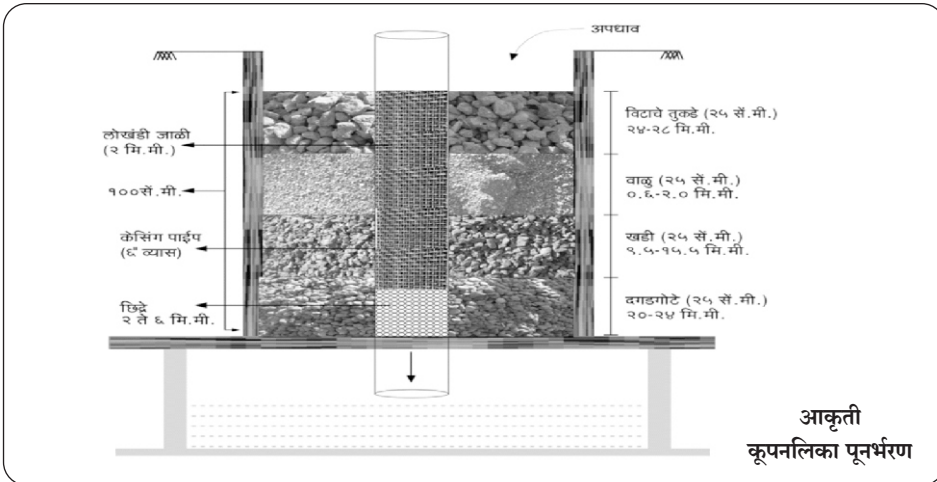 अपधाव
लोखंडी जाळी
(२ मि.मी.)
१००सें.मी.
केसिंग पाईप
(६" व्यास)
छिद्रे
२ ते ६ मि.मी.
विटाचे तुकडे (२५ सें.मी.)
२४-२८ मि.मी.
वाळु (२५ सें.मी.)
०.६-२.० मि.मी.
खडी (२५ सें.मी.)
९.५-१५.५ मि.मी.
दगडगोटे (२५ सें.मी.)
२०-२४ मि.मी.
आकृती
कूपनलिका पूनर्भरण